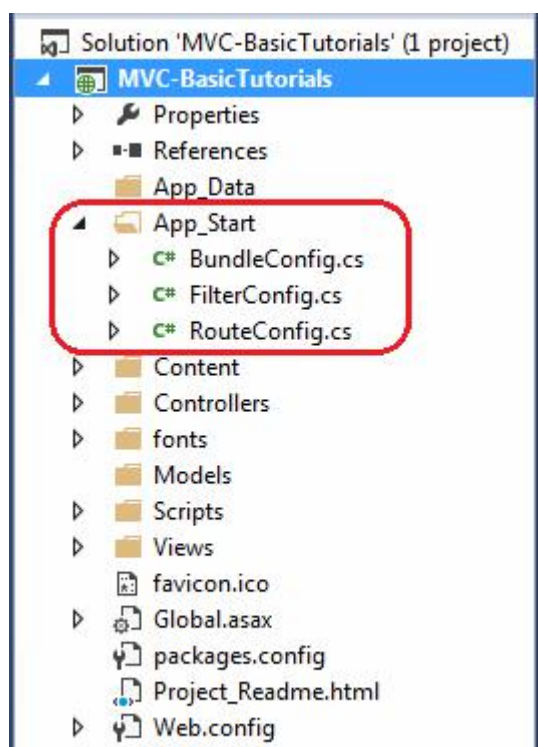 Solution 'MVC-BasicTutorials' (1 project)
MVC-BasicTutorials
Properties
References
App_Data
App_Start
C# BundleConfig.cs
C# FilterConfig.cs
C# RouteConfig.cs
Content
Controllers
fonts
Models
Scripts
Views
favicon.ico
Global.asax
packages.config
Project_Readme.html
Web.config